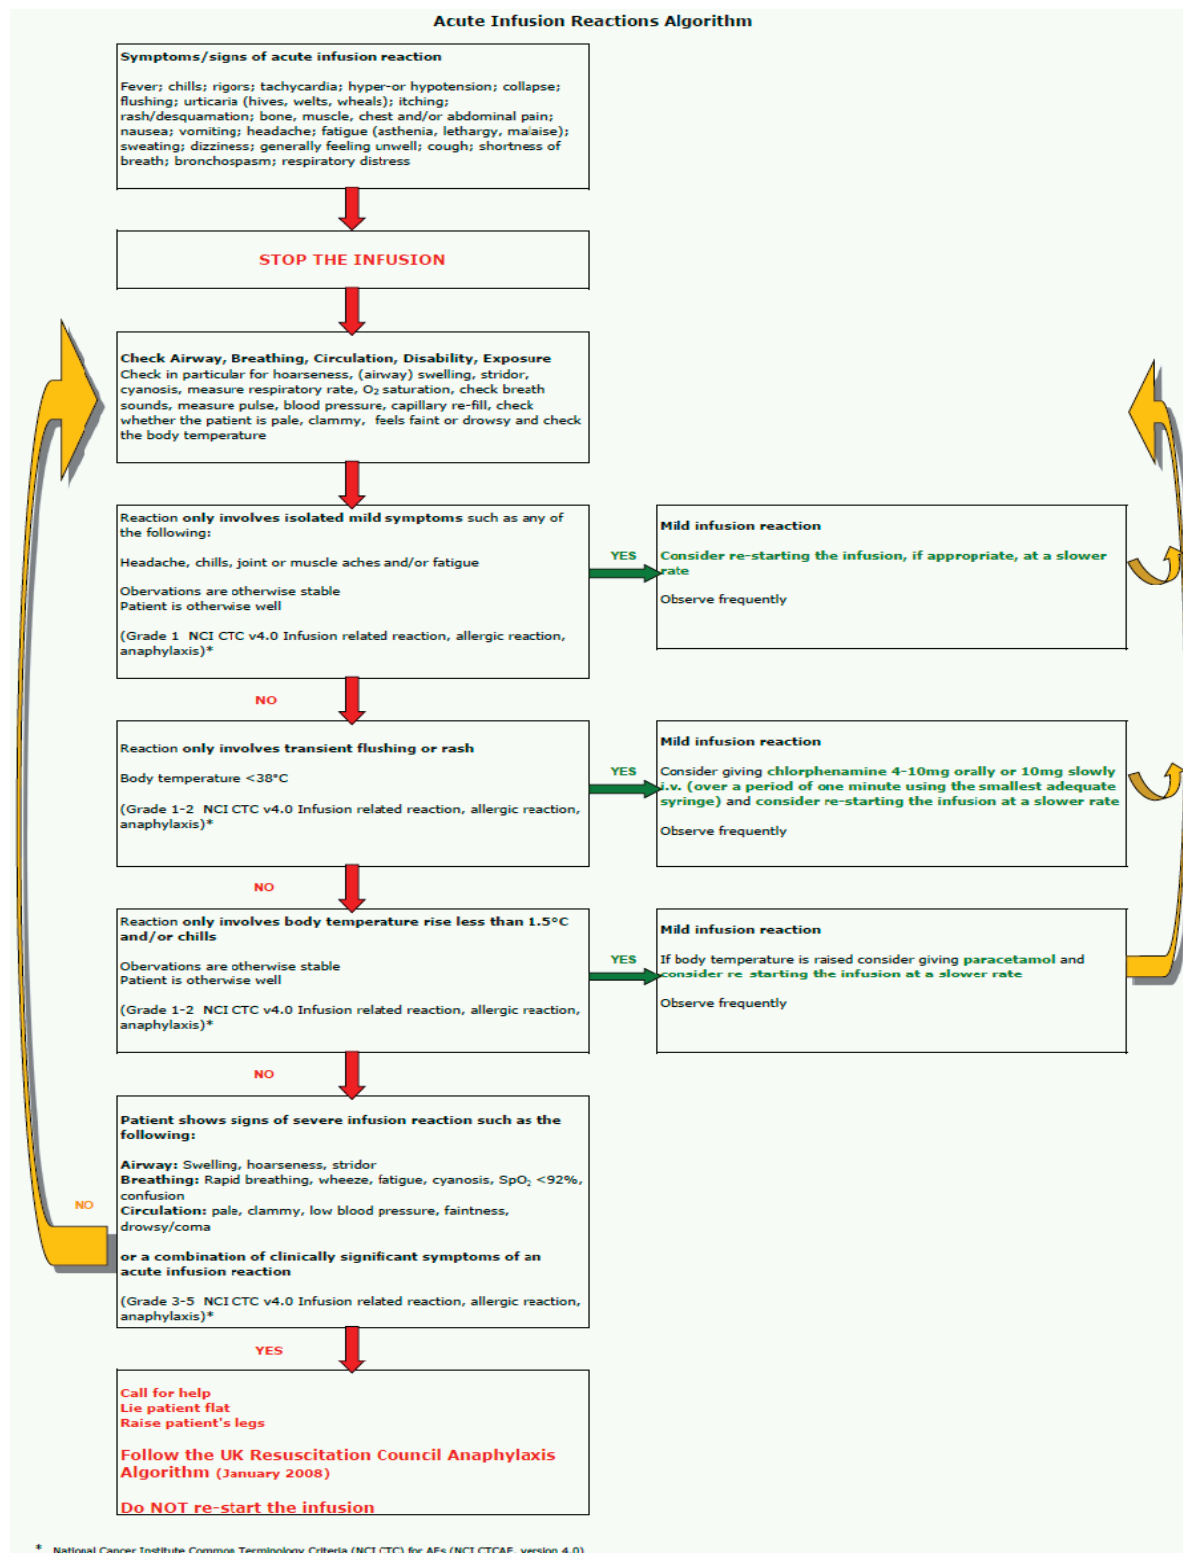 Acute Infusion Reactions Algorithm
Symptoms/signs of acute infusion reaction
Fever; chills; rigors; tachycardia; hyper-or hypotension; collapse;
flushing; urticaria (hives, welts, wheals); itching;
rash/desquamation; bone, muscle, chest and/or abdominal pain;
nausea; vomiting; headache; fatigue (asthenia, lethargy, malaise);
sweating; dizziness; generally feeling unwell; cough; shortness of
breath; bronchospasm; respiratory distress
STOP THE INFUSION
Check Airway, Breathing, Circulation, Disability, Exposure
Check in particular for hoarseness, (airway) swelling, stridor,
cyanosis, measure respiratory rate, O₂ saturation, check breath
sounds, measure pulse, blood pressure, capillary re-fill, check
whether the patient is pale, clammy, feels faint or drowsy and check
the body temperature
Reaction only involves isolated mild symptoms such as any of
the following:
Headache, chills, joint or muscle aches and/or fatigue
Obervations are otherwise stable
Patient is otherwise well
(Grade 1 NCI CTC v4.0 Infusion related reaction, allergic reaction,
anaphylaxis)*
YES
Mild infusion reaction
Consider re-starting the infusion, if appropriate, at a slower
rate
Observe frequently
NO
Reaction only involves transient flushing or rash
Body temperature <38°C
(Grade 1-2 NCI CTC v4.0 Infusion related reaction, allergic reaction,
anaphylaxis)*
YES
Mild infusion reaction
Consider giving chlorphenamine 4-10mg orally or 10mg slowly
i.v. (over a period of one minute using the smallest adequate
syringe) and consider re-starting the infusion at a slower rate
Observe frequently
NO
Reaction only involves body temperature rise less than 1.5°C
and/or chills
Obervations are otherwise stable
Patient is otherwise well
(Grade 1-2 NCI CTC v4.0 Infusion related reaction, allergic reaction,
anaphylaxis)*
YES
Mild infusion reaction
If body temperature is raised consider giving paracetamol and
consider re-starting the infusion at a slower rate
Observe frequently
NO
Patient shows signs of severe infusion reaction such as the
following:
Airway: Swelling, hoarseness, stridor
Breathing: Rapid breathing, wheeze, fatigue, cyanosis, SpO₂ <92%,
confusion
Circulation: pale, clammy, low blood pressure, faintness,
drowsy/coma
or a combination of clinically significant symptoms of an
acute infusion reaction
(Grade 3-5 NCI CTC v4.0 Infusion related reaction, allergic reaction,
anaphylaxis)*
NO
YES
Call for help
Lie patient flat
Raise patient's legs
Follow the UK Resuscitation Council Anaphylaxis
Algorithm (January 2008)
Do NOT re-start the infusion
* National Cancer Institute Common Terminology Criteria (NCI CTC) for AEs (NCI CTCAE, version 4.0).